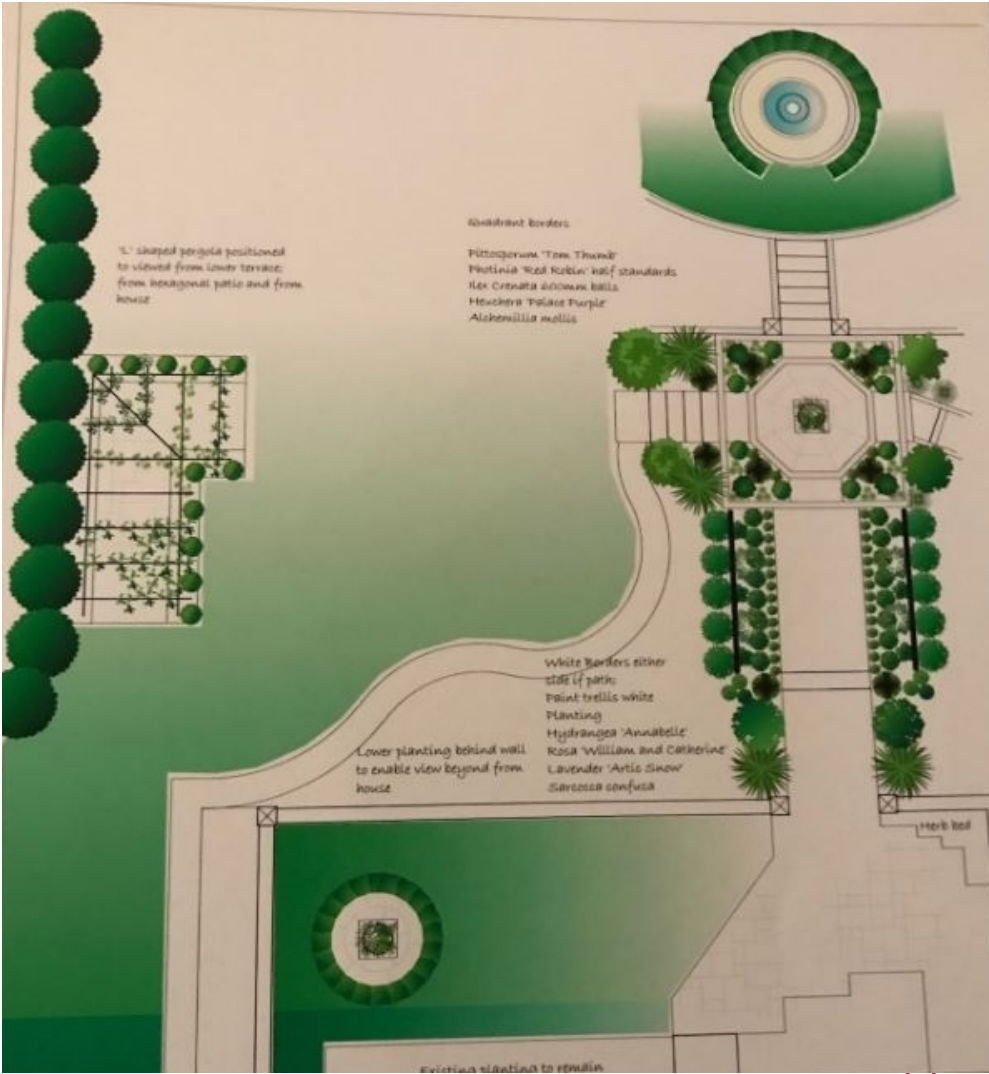 Quadrant borders
Pittosporum 'Tom Thumb'
Photinia 'Red Robin' half standards
Ilex Crenata 600mm balls
Heuchera 'Palace Purple'
Alchemillia mollis
'L' shaped pergola positioned
to viewed from lower terrace;
from hexagonal patio and from
house
White Borders either
side if path;
Paint trellis white
Planting
Hydrangea 'Annabelle'
Rosa 'William and Catherine'
Lavender 'Artic Snow'
Sarcocca confuca
Lower planting behind wall
to enable view beyond from
house
Herb bed
Existing planting to remain